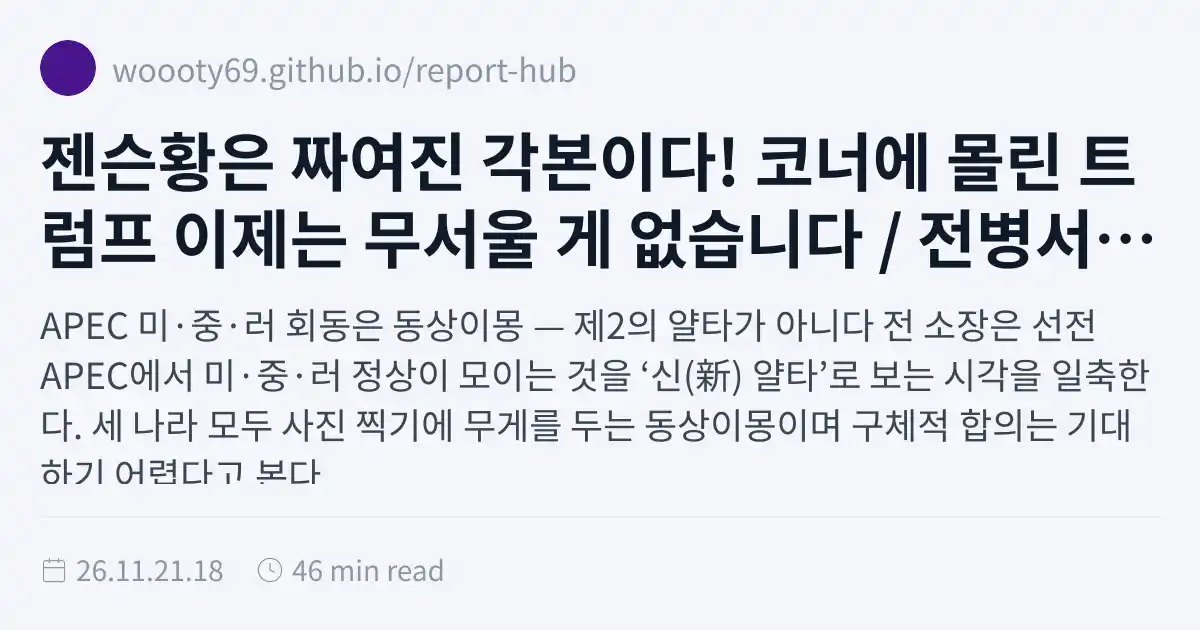 woooty69.github.io/report-hub
젠슨황은 짜여진 각본이다! 코너에 몰린 트
럼프 이제는 무서울 게 없습니다 / 전병서…
APEC 미·중·러 회동은 동상이몽 — 제2의 얄타가 아니다 전 소장은 선전
APEC에서 미·중·러 정상이 모이는 것을 ‘신(新) 얄타’로 보는 시각을 일축한
다. 세 나라 모두 사진 찍기에 무게를 두는 동상이몽이며 구체적 합의는 기대
하기 어렵다고 본다
26.11.21.18 46 min read